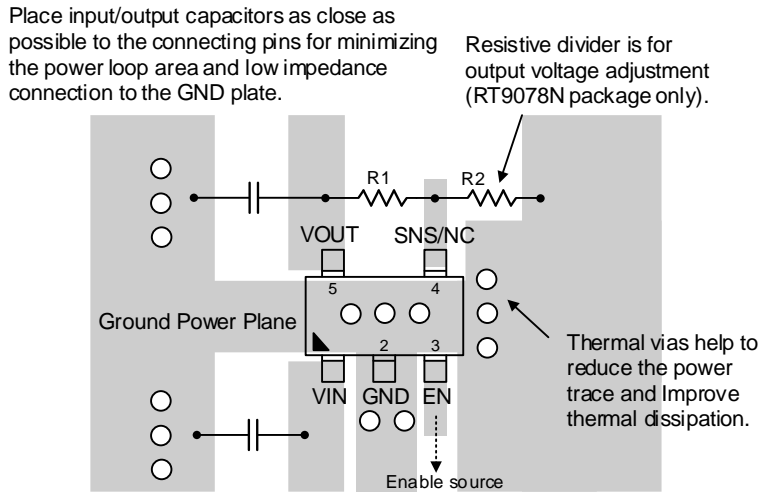 Place input/output capacitors as close as
possible to the connecting pins for minimizing
the power loop area and low impedance
connection to the GND plate.
Resistive divider is for
output voltage adjustment
(RT9078N package only).
R1
R2
VOUT
SNS/NC
5
4
Ground Power Plane
2
3
VIN
GND
EN
Thermal vias help to
reduce the power
trace and Improve
thermal dissipation.
Enable source